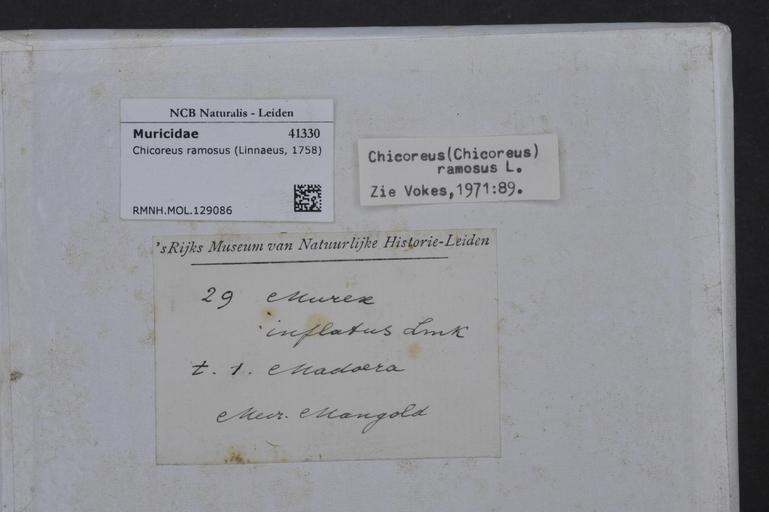 NCB Naturalis - Leiden
Muricidae 41330
Chicoreus ramosus (Linnaeus, 1758)
RMNH.MOL.129086
Chicoreus(Chicoreus)
ramosus L.
Zie Vokes,1971:89.
'sRijks Museum van Natuurlijke Historie-Leiden
29 Murex
inflatus Lmk
t. 1. Madoera
Mevr. Mangold